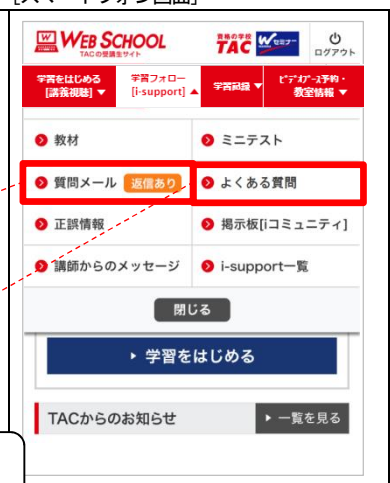 [スマートフォン画面]
WEB SCHOOL
TACの受講生サイト
資格の学校
TAC Wセミナー
ログアウト
学習をはじめる
[講義視聴] ▼
学習フォロー
[i-support] ▲
学習記録 ▼
ビデオブース予約・
教室情報 ▼
教材
ミニテスト
質問メール 返信あり
よくある質問
正誤情報
掲示板[iコミュニティ]
講師からのメッセージ
i-support一覧
閉じる
学習をはじめる
TACからのお知らせ
一覧を見る